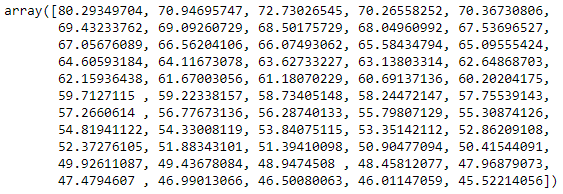 array([80.29349704, 70.94695747, 72.73026545, 70.26558252, 70.36730806,
69.43233762, 69.09260729, 68.50175729, 68.04960992, 67.53696527,
67.05676089, 66.56204106, 66.07493062, 65.58434794, 65.09555424,
64.60593184, 64.11673078, 63.62733227, 63.13803314, 62.64868703,
62.15936438, 61.67003056, 61.18070229, 60.69137136, 60.20204175,
59.7127115 , 59.22338157, 58.73405148, 58.24472147, 57.75539143,
57.2660614 , 56.77673136, 56.28740133, 55.79807129, 55.30874126,
54.81941122, 54.33008119, 53.84075115, 53.35142112, 52.86209108,
52.37276105, 51.88343101, 51.39410098, 50.90477094, 50.41544091,
49.92611087, 49.43678084, 48.9474508 , 48.45812077, 47.96879073,
47.4794607 , 46.99013066, 46.50080063, 46.01147059, 45.52214056])